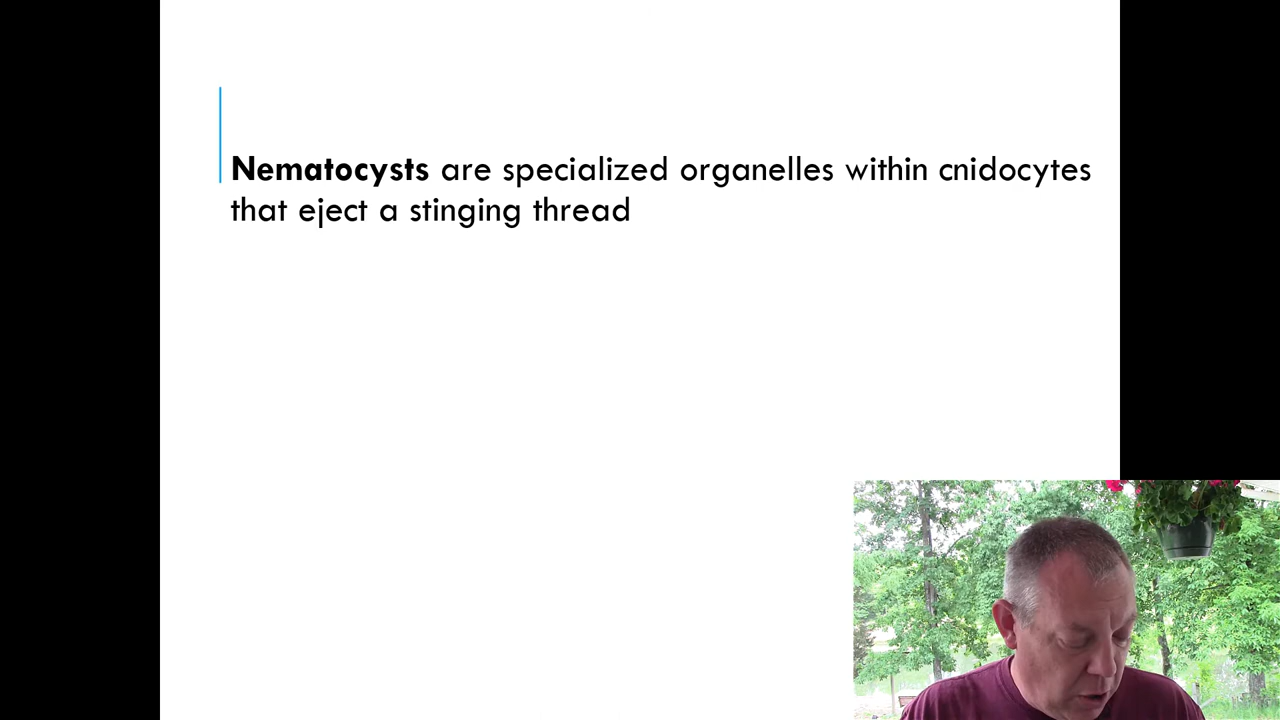 Nematocysts are specialized organelles within cnidocytes
that eject a stinging thread